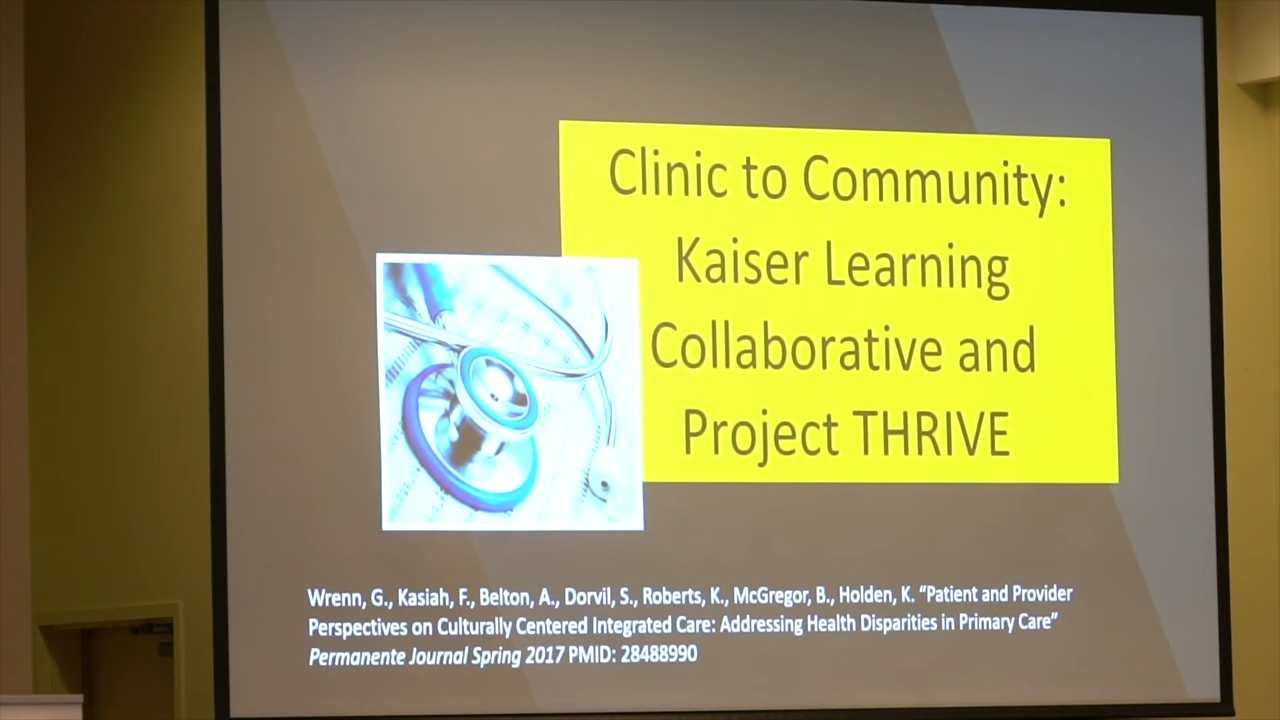 Clinic to Community:
Kaiser Learning
Collaborative and
Project THRIVE
Wrenn, G., Kasiah, F., Belton, A., Dorvil, S., Roberts, K., McGregor, B., Holden, K. “Patient and Provider
Perspectives on Culturally Centered Integrated Care: Addressing Health Disparities in Primary Care”
Permanente Journal Spring 2017 PMID: 28488990